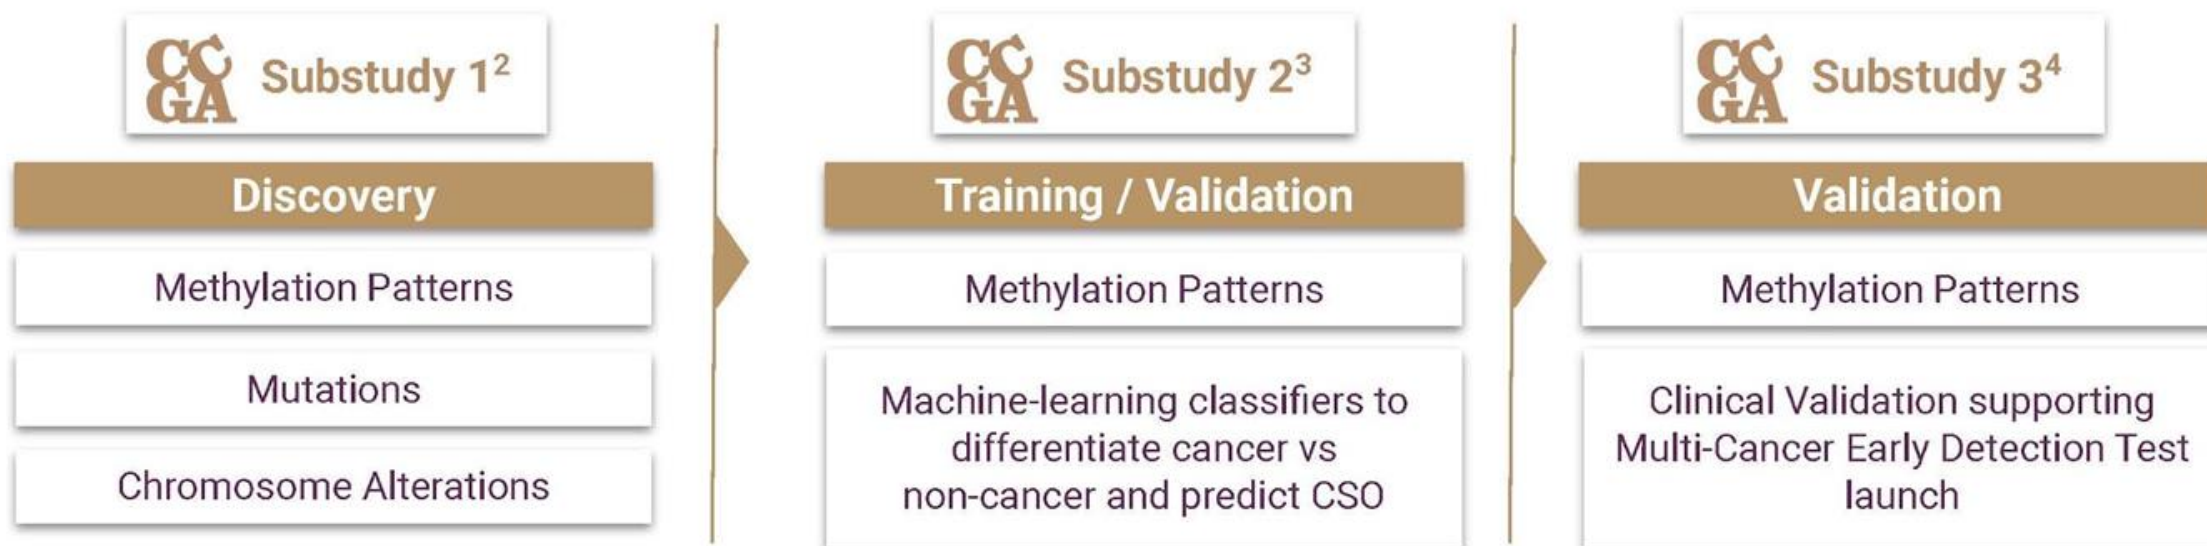 CC
GA
Substudy 1²
Discovery
Methylation Patterns
Mutations
Chromosome Alterations
CC
GA
Substudy 2³
Training / Validation
Methylation Patterns
Machine-learning classifiers to
differentiate cancer vs
non-cancer and predict CSO
CC
GA
Substudy 3⁴
Validation
Methylation Patterns
Clinical Validation supporting
Multi-Cancer Early Detection Test
launch